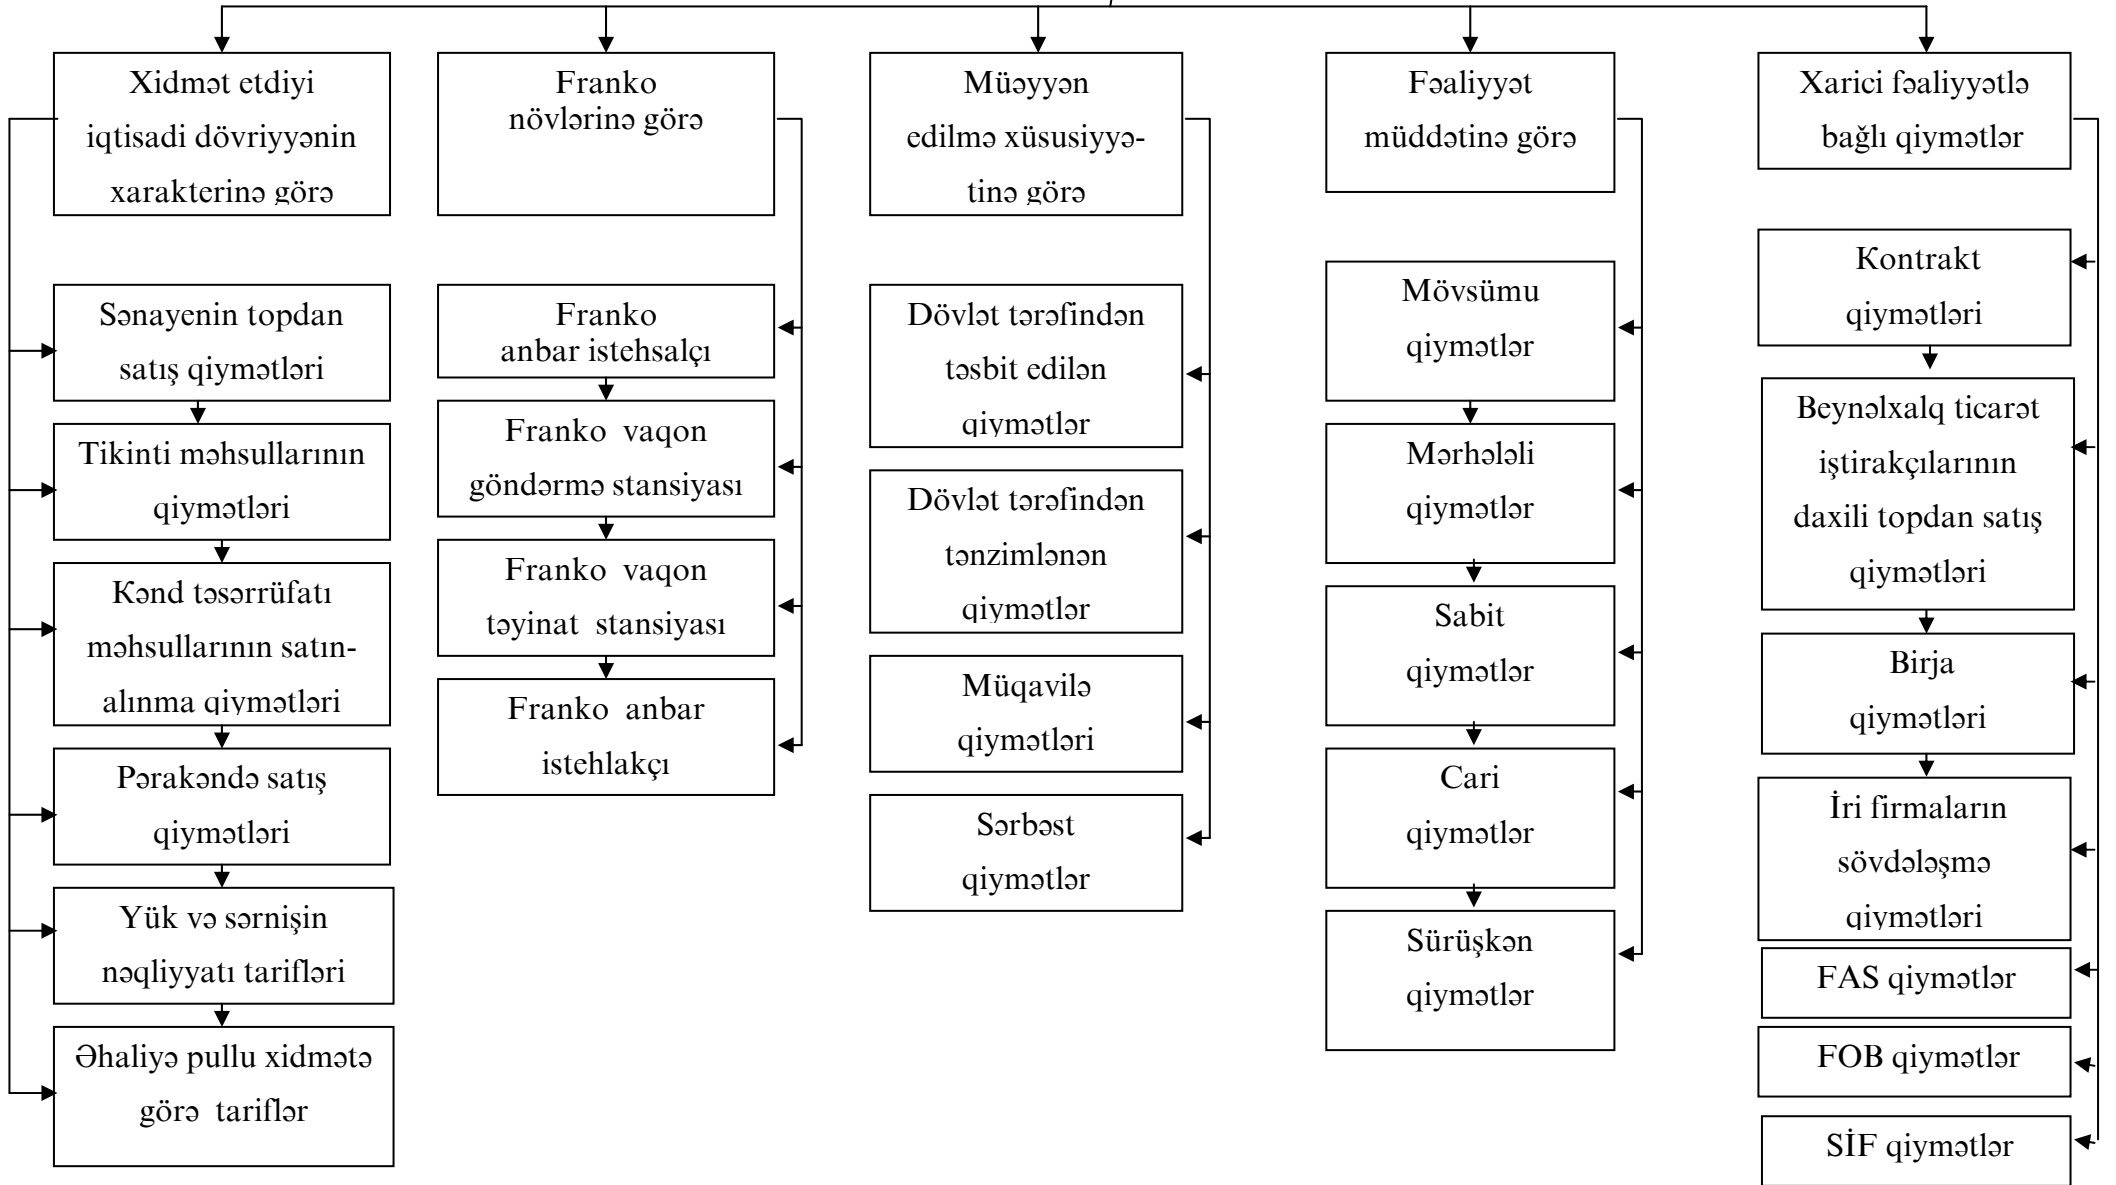 Xidmət etdiyi
iqtisadi dövriyyənin
xarakterinə görə
Sənayenin topdan
satış qiymətləri
Tikinti məhsullarının
qiymətləri
Kənd təsərrüfatı
məhsullarının satın-
alınma qiymətləri
Pərakəndə satış
qiymətləri
Yük və sərnişin
nəqliyyatı tarifləri
Əhaliyə pullu xidmətə
görə tariflər
Franko
növlərinə görə
Franko
anbar istehsalçı
Franko vaqon
göndərmə stansiyası
Franko vaqon
təyinat stansiyası
Franko anbar
istehlakçı
Müəyyən
edilmə xüsusiyyə-
tinə görə
Dövlət tərəfindən
təsbit edilən
qiymətlər
Dövlət tərəfindən
tənzimlənən
qiymətlər
Müqavilə
qiymətləri
Sərbəst
qiymətlər
Fəaliyyət
müddətinə görə
Mövsümu
qiymətlər
Mərhələli
qiymətlər
Sabit
qiymətlər
Cari
qiymətlər
Sürüşkən
qiymətlər
Xarici fəaliyyətlə
bağlı qiymətlər
Kontrakt
qiymətləri
Beynəlxalq ticarət
iştirakçılarının
daxili topdan satış
qiymətləri
Birja
qiymətləri
İri firmaların
sövdələşmə
qiymətləri
FAS qiymətlər
FOB qiymətlər
SİF qiymətlər